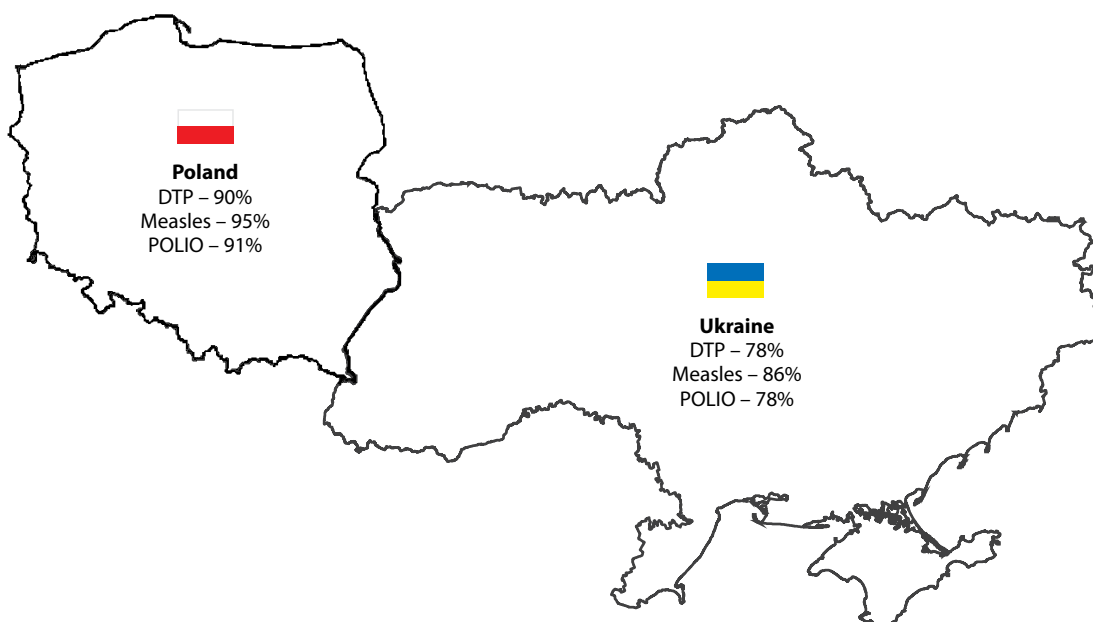 Poland
DTP – 90%
Measles – 95%
POLIO – 91%
Ukraine
DTP – 78%
Measles – 86%
POLIO – 78%